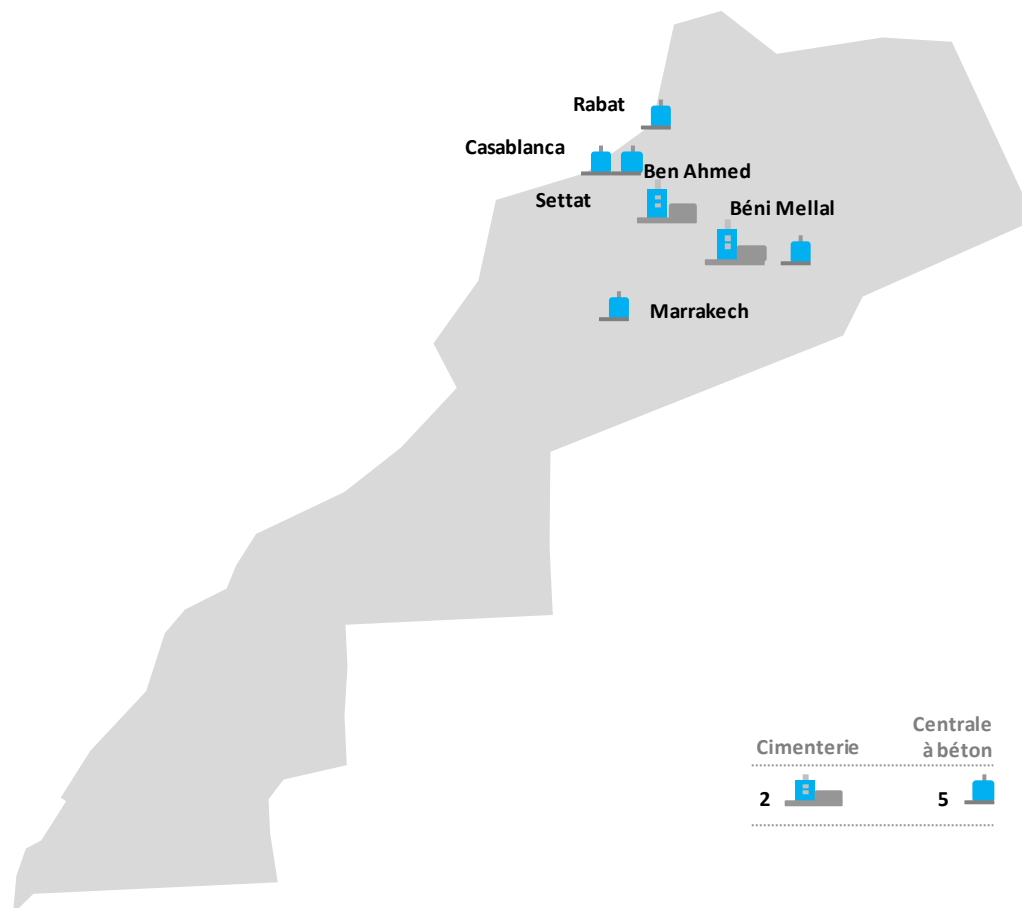 Rabat
Casablanca
Ben Ahmed
Settat
Béni Mellal
Marrakech
Centrale
Cimenterie
à béton
2
5